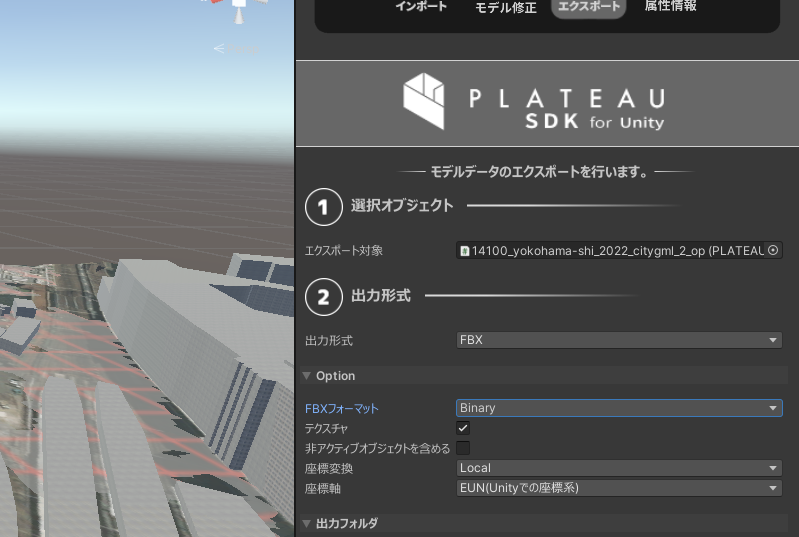 インポート モデル修正 エクスポート 属性情報
PLATEAU
SDK for Unity
モデルデータのエクスポートを行います。
1 選択オブジェクト
エクスポート対象 14100_yokohama-shi_2022_citygml_2_op (PLATEAU
2 出力形式
出力形式 FBX
Option
FBXフォーマット Binary
テクスチャ
非アクティブオブジェクトを含める
座標変換 Local
座標軸 EUN(Unityでの座標系)
出力フォルダ